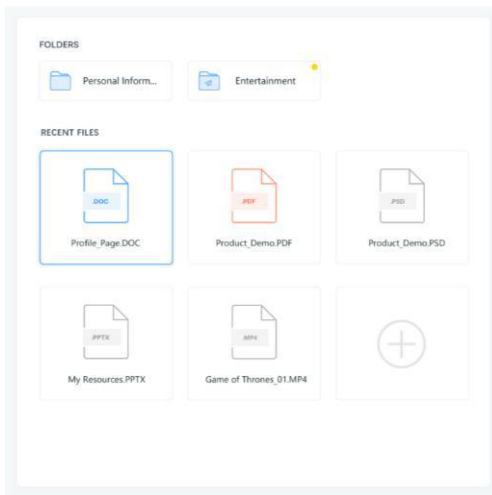 FOLDERS
Personal Inform...
Entertainment
RECENT FILES
.DOC
.PDF
.PSD
Profile_Page.DOC
Product_Demo.PDF
Product_Demo.PSD
.PPTX
.MP4
My Resources.PPTX
Game of Thrones_01.MP4